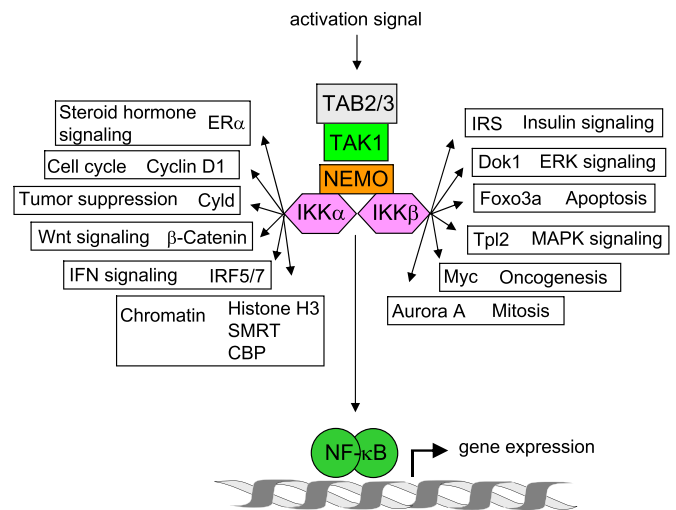 activation signal
TAB2/3
TAK1
NEMO
IKKα IKKβ
Steroid hormone
signaling ERα
Cell cycle Cyclin D1
Tumor suppression Cyld
Wnt signaling β-Catenin
IFN signaling IRF5/7
Chromatin Histone H3
SMRT
CBP
IRS Insulin signaling
Dok1 ERK signaling
Foxo3a Apoptosis
Tpl2 MAPK signaling
Myc Oncogenesis
Aurora A Mitosis
NF-κB
gene expression